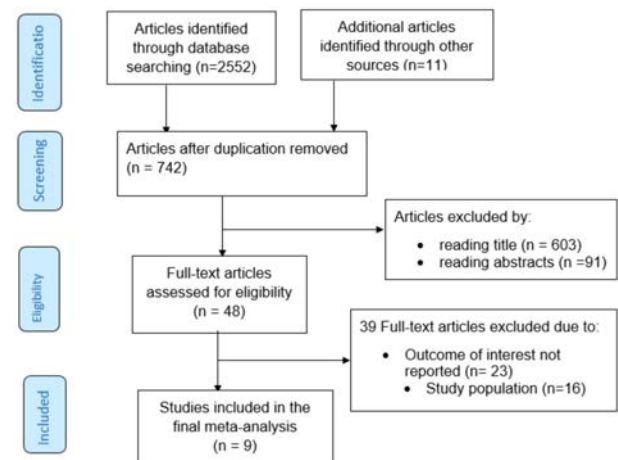 Identificatio
Articles identified
through database
searching (n=2552)
Additional articles
identified through other
sources (n=11)
Screening
Articles after duplication removed
(n = 742)
Articles excluded by:
• reading title (n = 603)
• reading abstracts (n =91)
Eligibility
Full-text articles
assessed for eligibility
(n = 48)
39 Full-text articles excluded due to:
• Outcome of interest not
reported (n= 23)
• Study population (n=16)
Included
Studies included in the
final meta-analysis
(n = 9)